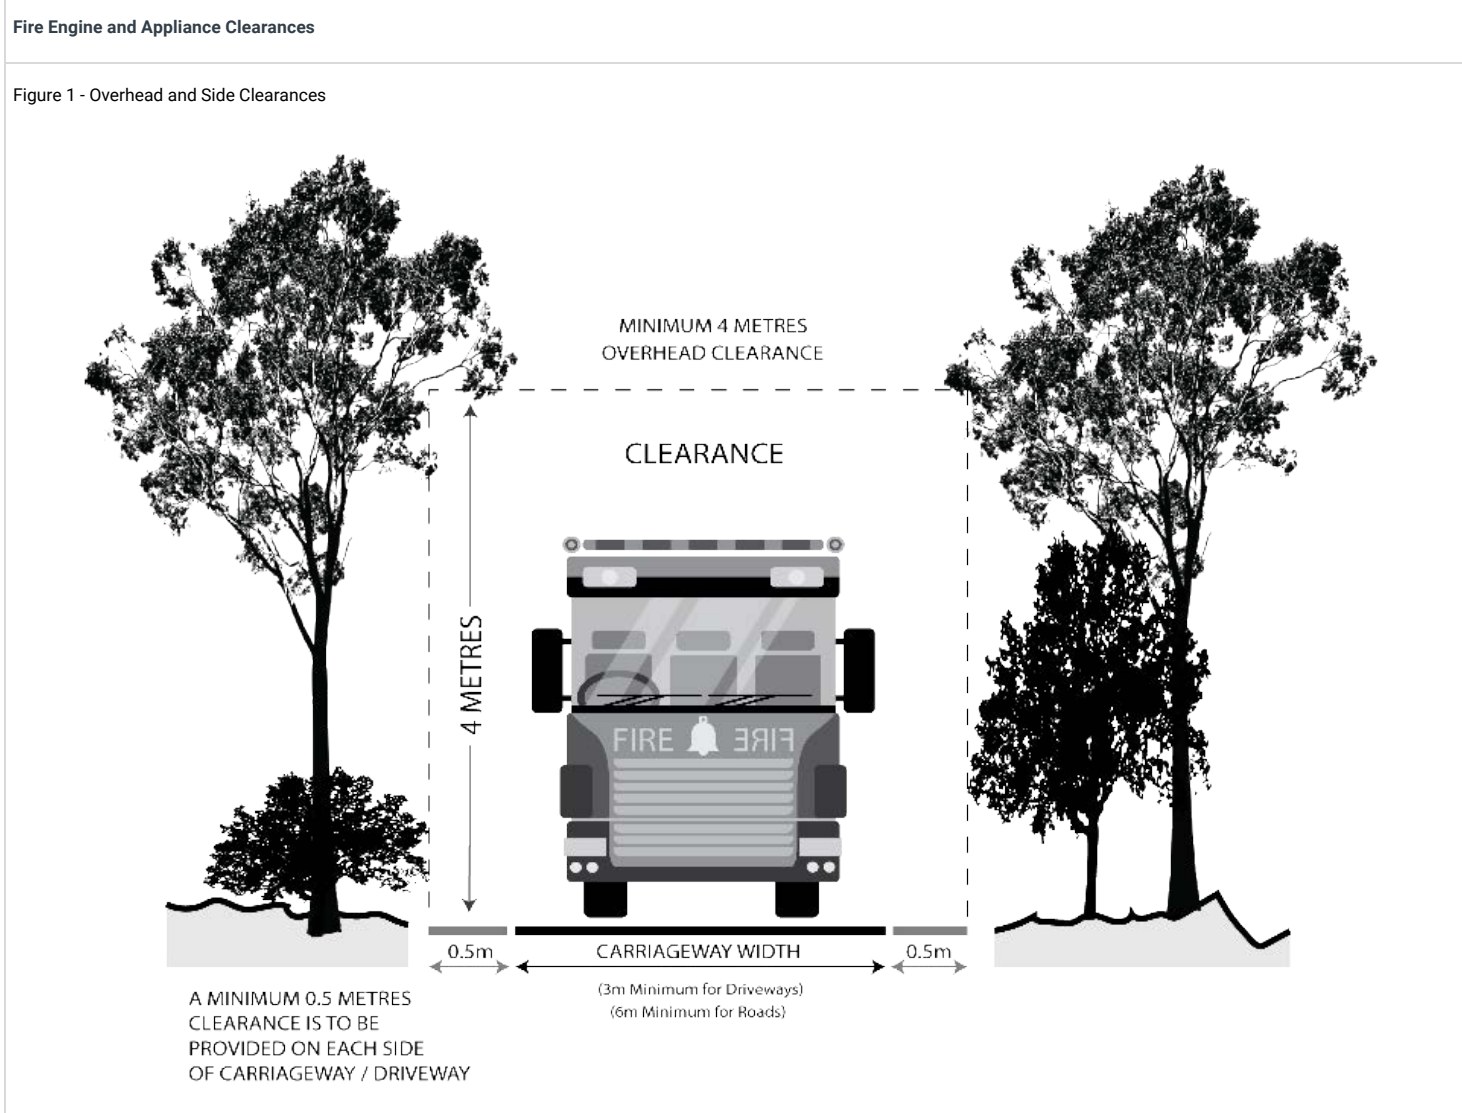 Fire Engine and Appliance Clearances
Figure 1 - Overhead and Side Clearances
MINIMUM 4 METRES
OVERHEAD CLEARANCE
CLEARANCE
4 METRES
FIRE FIRE
0.5m
CARRIAGEWAY WIDTH
0.5m
(3m Minimum for Driveways)
(6m Minimum for Roads)
A MINIMUM 0.5 METRES
CLEARANCE IS TO BE
PROVIDED ON EACH SIDE
OF CARRIAGEWAY / DRIVEWAY